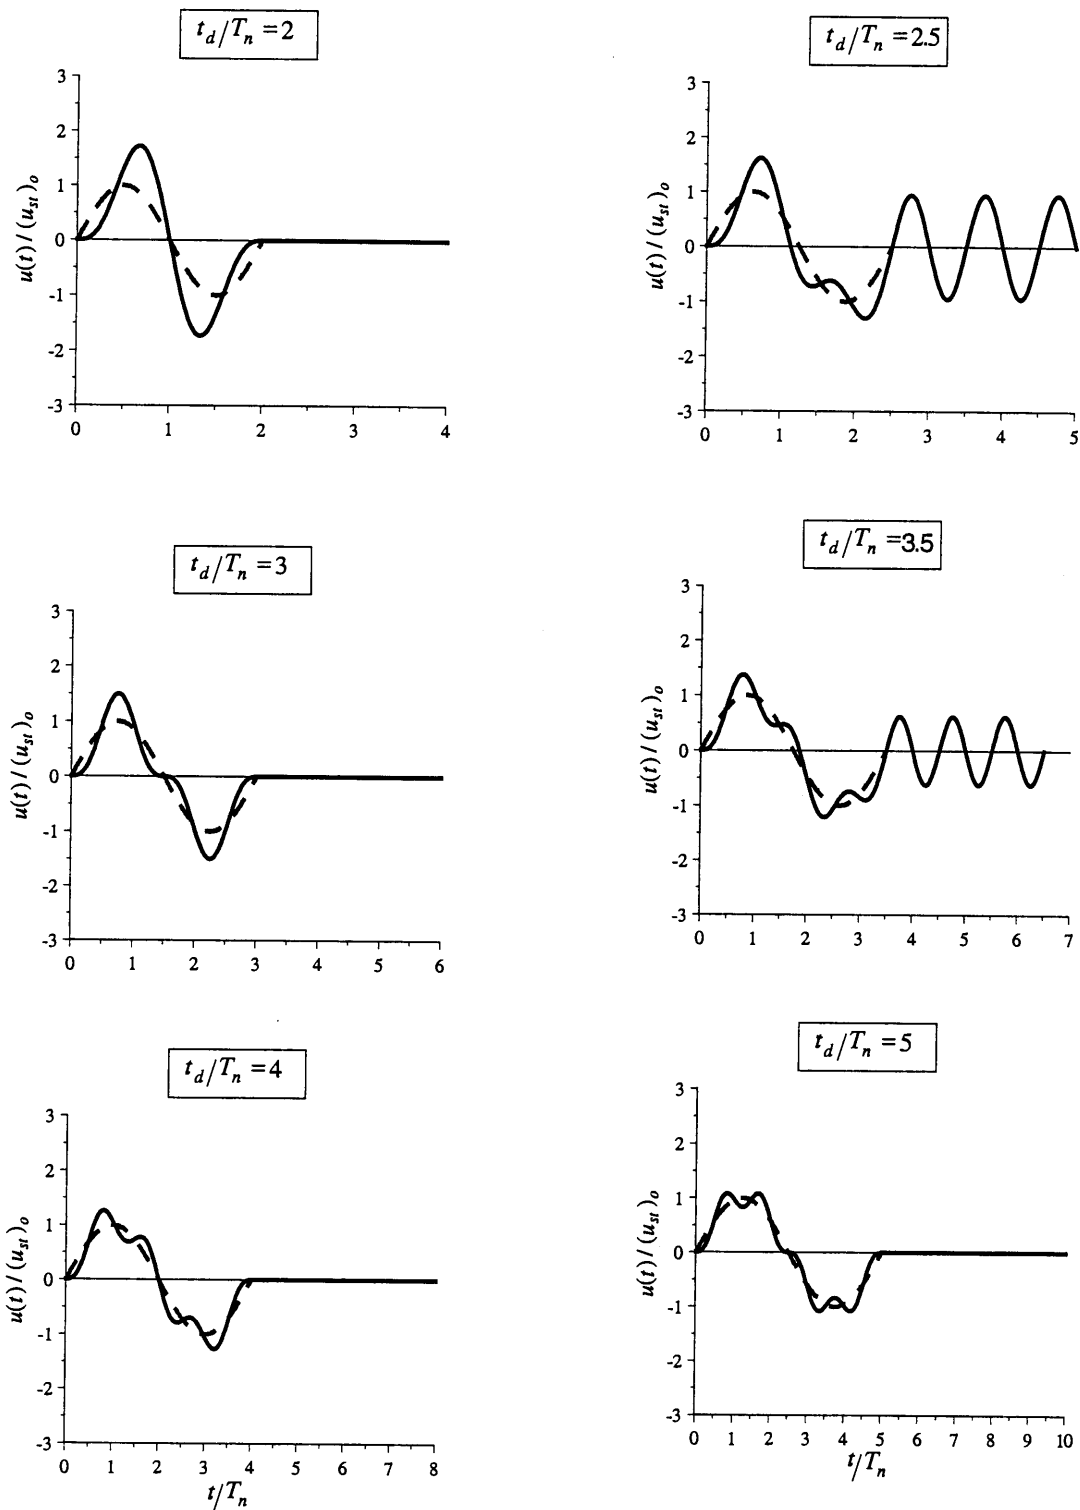 t_d/T_n = 2
3
2
1
0
-1
-2
-3
u(t) / (u_st)_o
0 1 2 3 4
t_d/T_n = 2.5
3
2
1
0
-1
-2
-3
u(t) / (u_st)_o
0 1 2 3 4 5
t_d/T_n = 3
3
2
1
0
-1
-2
-3
u(t) / (u_st)_o
0 1 2 3 4 5 6
t_d/T_n = 3.5
3
2
1
0
-1
-2
-3
u(t) / (u_st)_o
0 1 2 3 4 5 6 7
t_d/T_n = 4
3
2
1
0
-1
-2
-3
u(t) / (u_st)_o
0 1 2 3 4 5 6 7 8
t/T_n
t_d/T_n = 5
3
2
1
0
-1
-2
-3
u(t) / (u_st)_o
0 1 2 3 4 5 6 7 8 9 10
t/T_n